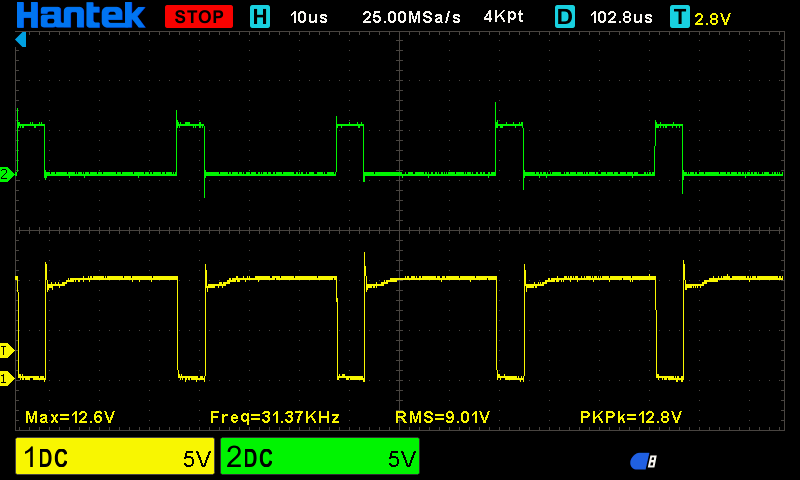 Hantek STOP H 10us 25.00MSa/s 4Kpt D 102.8us T 2.8V
2
T
1
Max=12.6V Freq=31.37KHz RMS=9.01V PKPk=12.8V
1DC 5V 2DC 5V